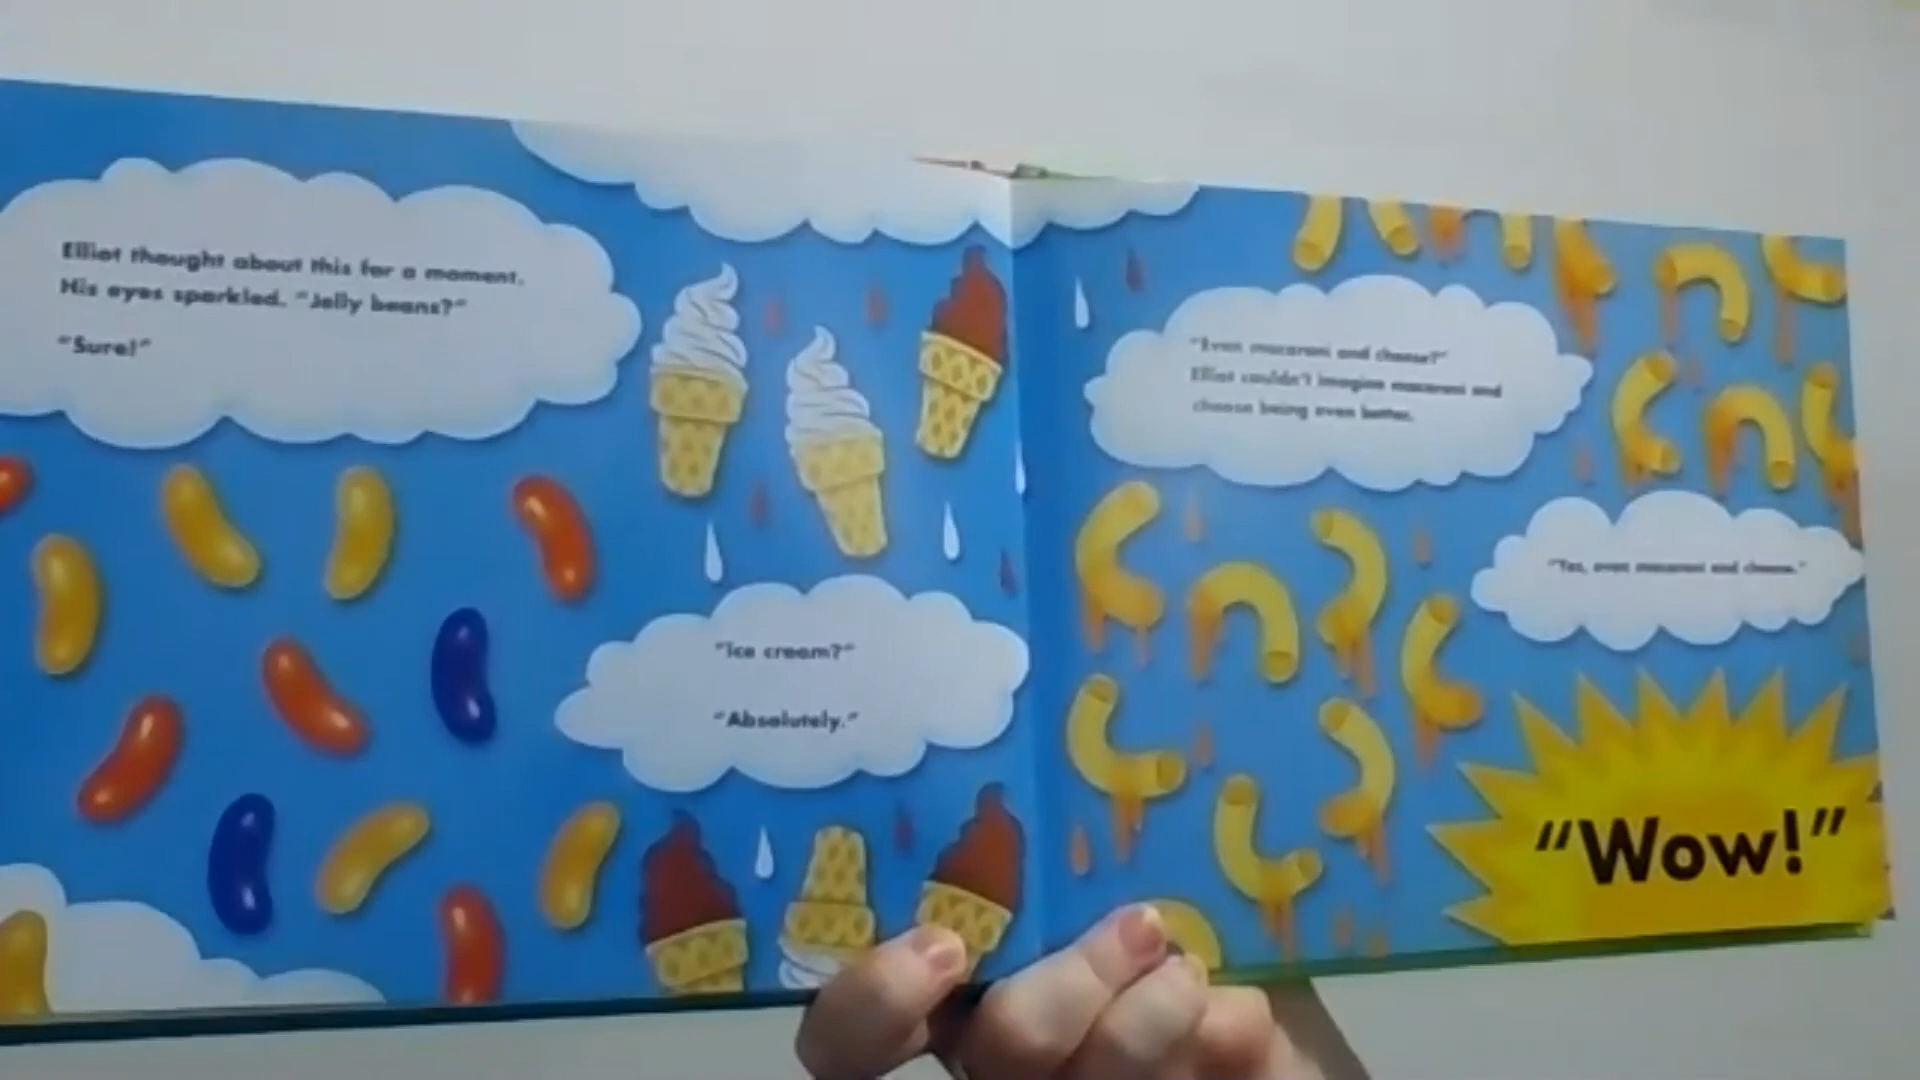 Elliot thought about this for a moment.
His eyes sparkled. "Jelly beans?"
"Sure!"
"Ice cream?"
"Absolutely."
"Even macaroni and cheese?"
Elliot couldn't imagine macaroni and
cheese being even better.
"Yes, even macaroni and cheese."
"Wow!"